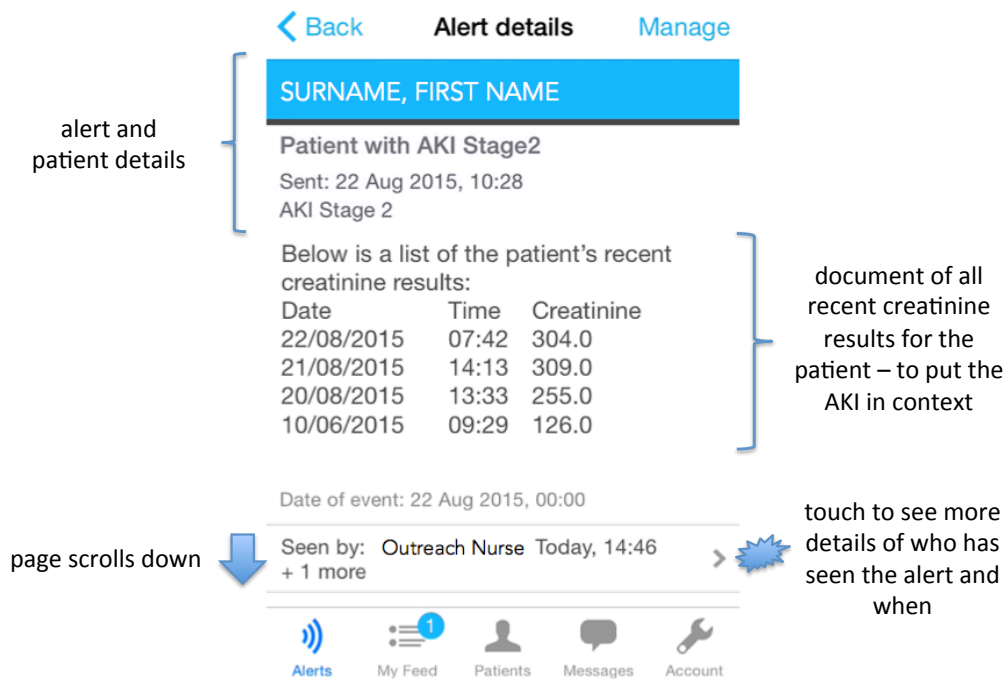 Back Alert details Manage
SURNAME, FIRST NAME
alert and
patient details
Patient with AKI Stage2
Sent: 22 Aug 2015, 10:28
AKI Stage 2
Below is a list of the patient's recent
creatinine results:
Date Time Creatinine
22/08/2015 07:42 304.0
21/08/2015 14:13 309.0
20/08/2015 13:33 255.0
10/06/2015 09:29 126.0
document of all
recent creatinine
results for the
patient – to put the
AKI in context
Date of event: 22 Aug 2015, 00:00
page scrolls down
Seen by: Outreach Nurse Today, 14:46
+ 1 more
touch to see more
details of who has
seen the alert and
when
1
Alerts My Feed Patients Messages Account